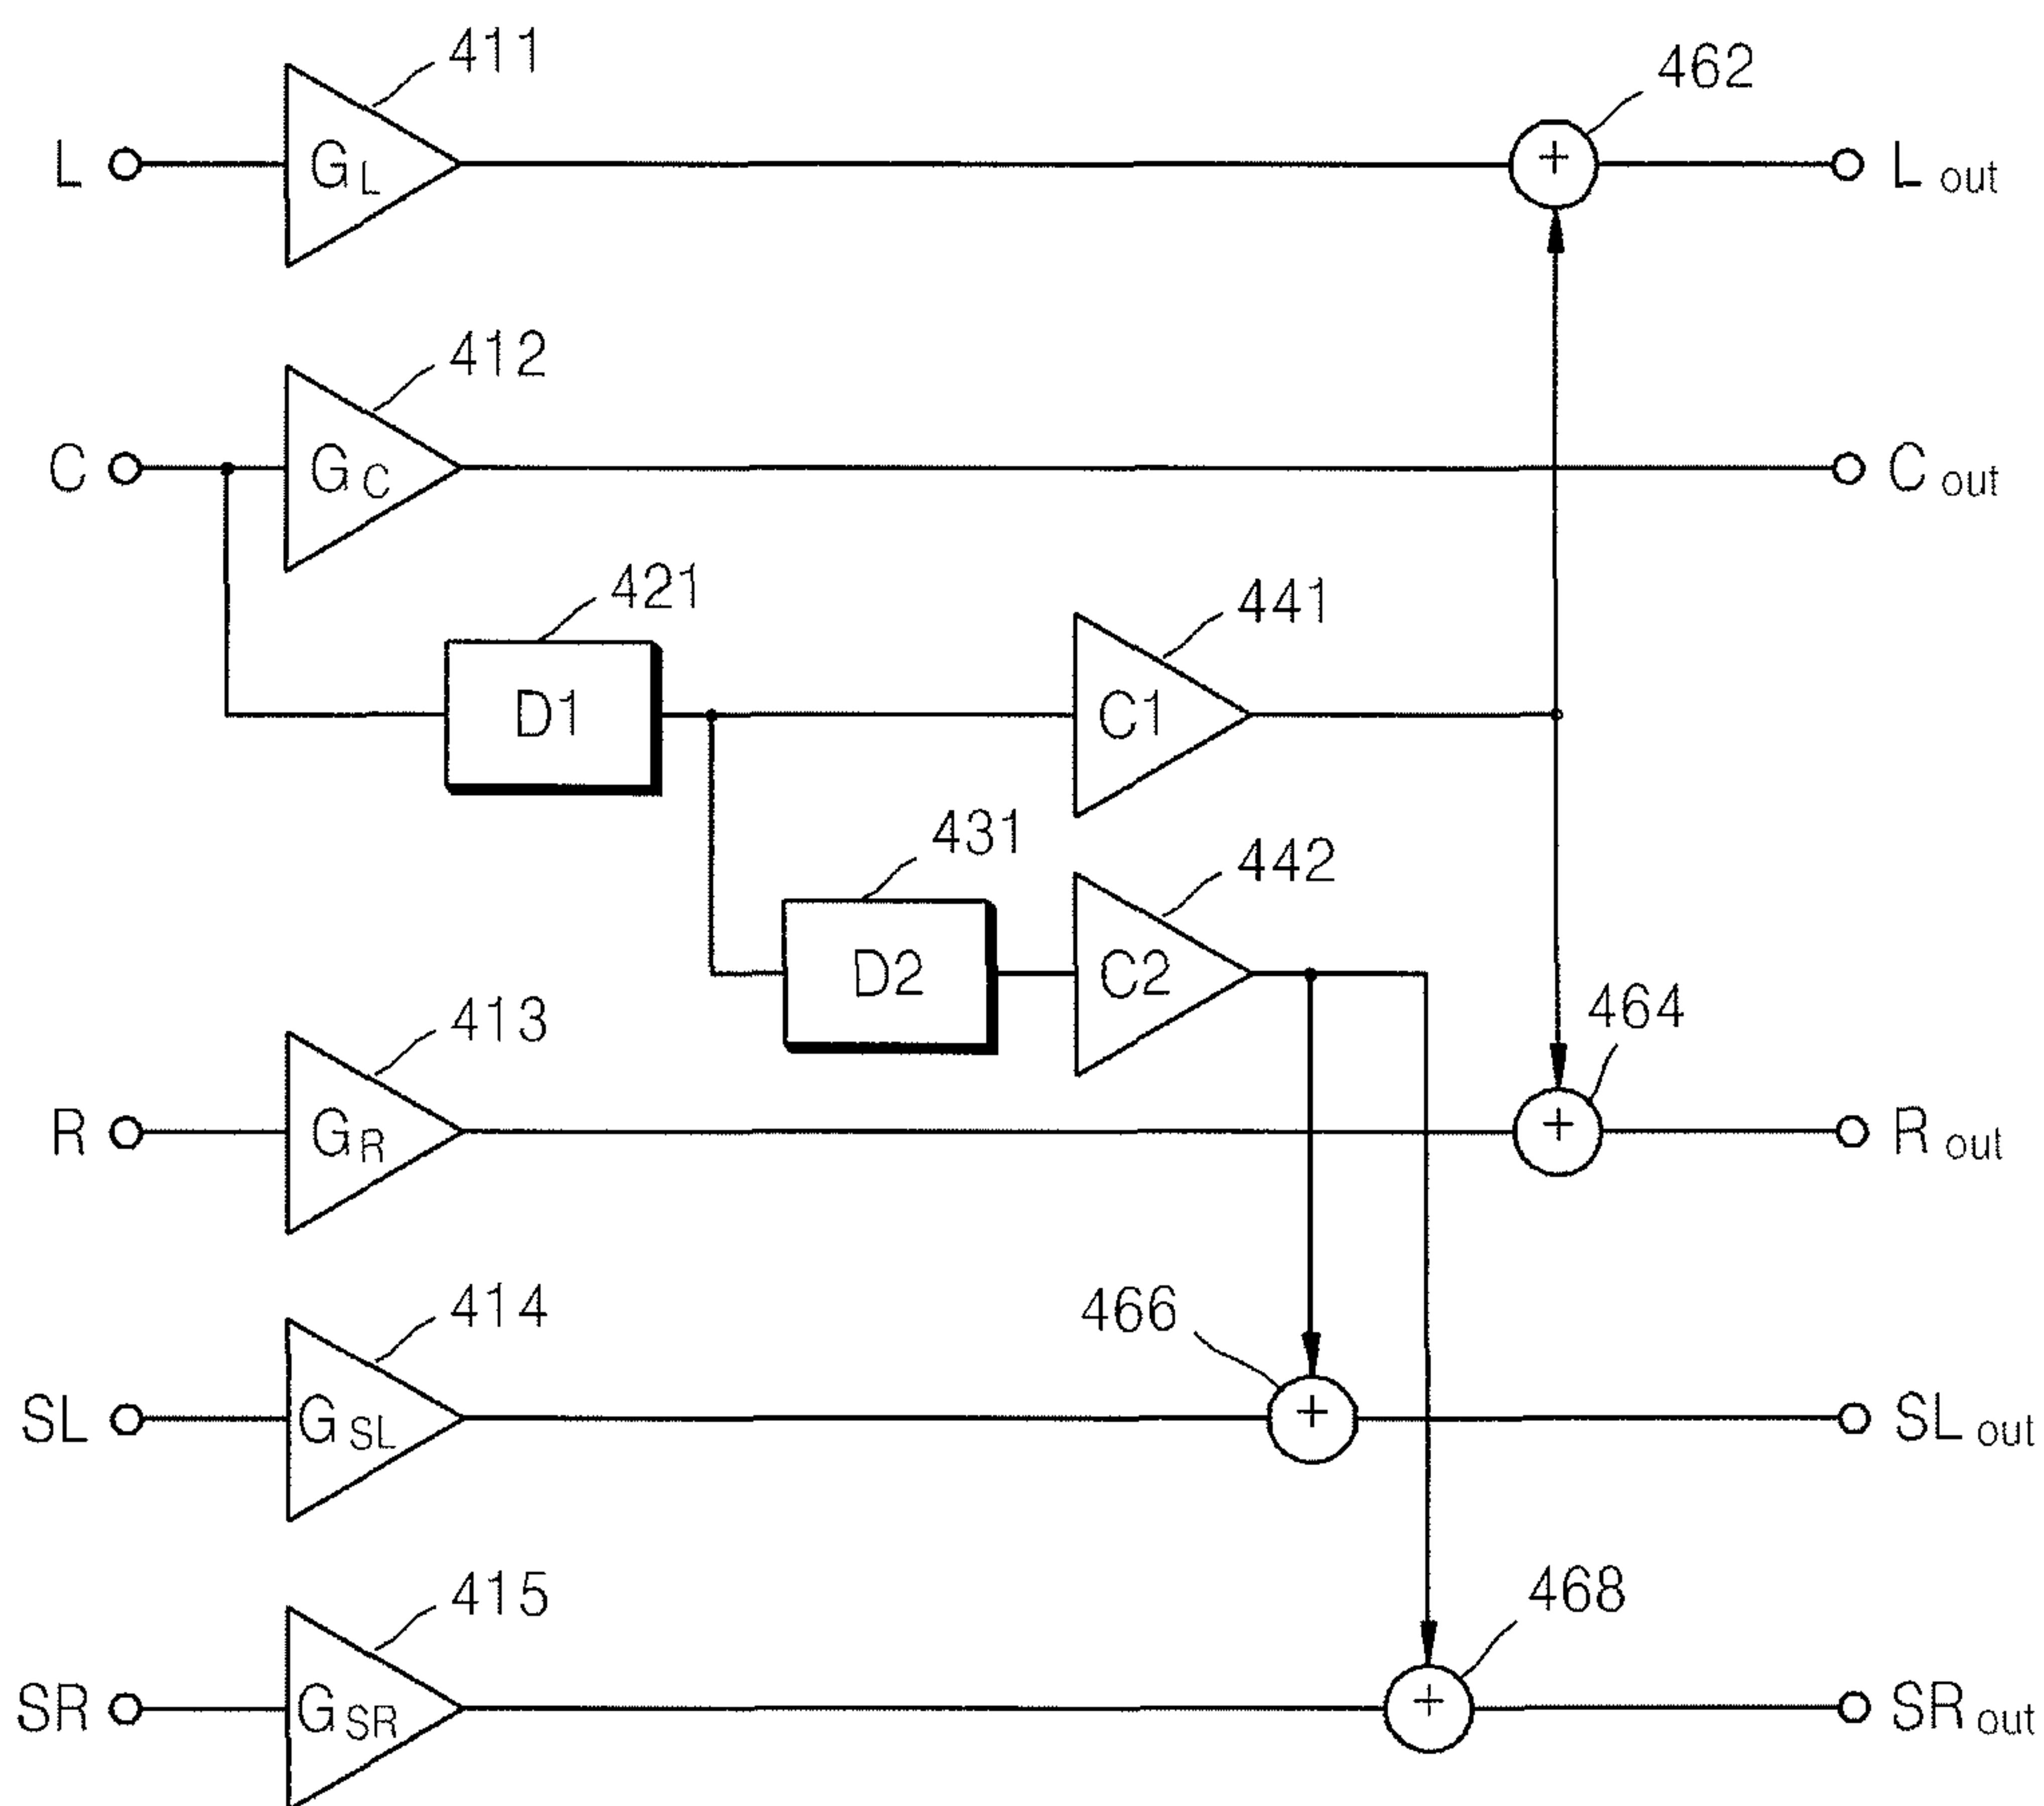 411
462
L
G L
+
L out
412
C
G C
C out
421
441
D1
C1
431
442
D2
C2
413
464
R
G R
+
R out
414
466
SL
G SL
+
SL out
415
468
SR
G SR
+
SR out